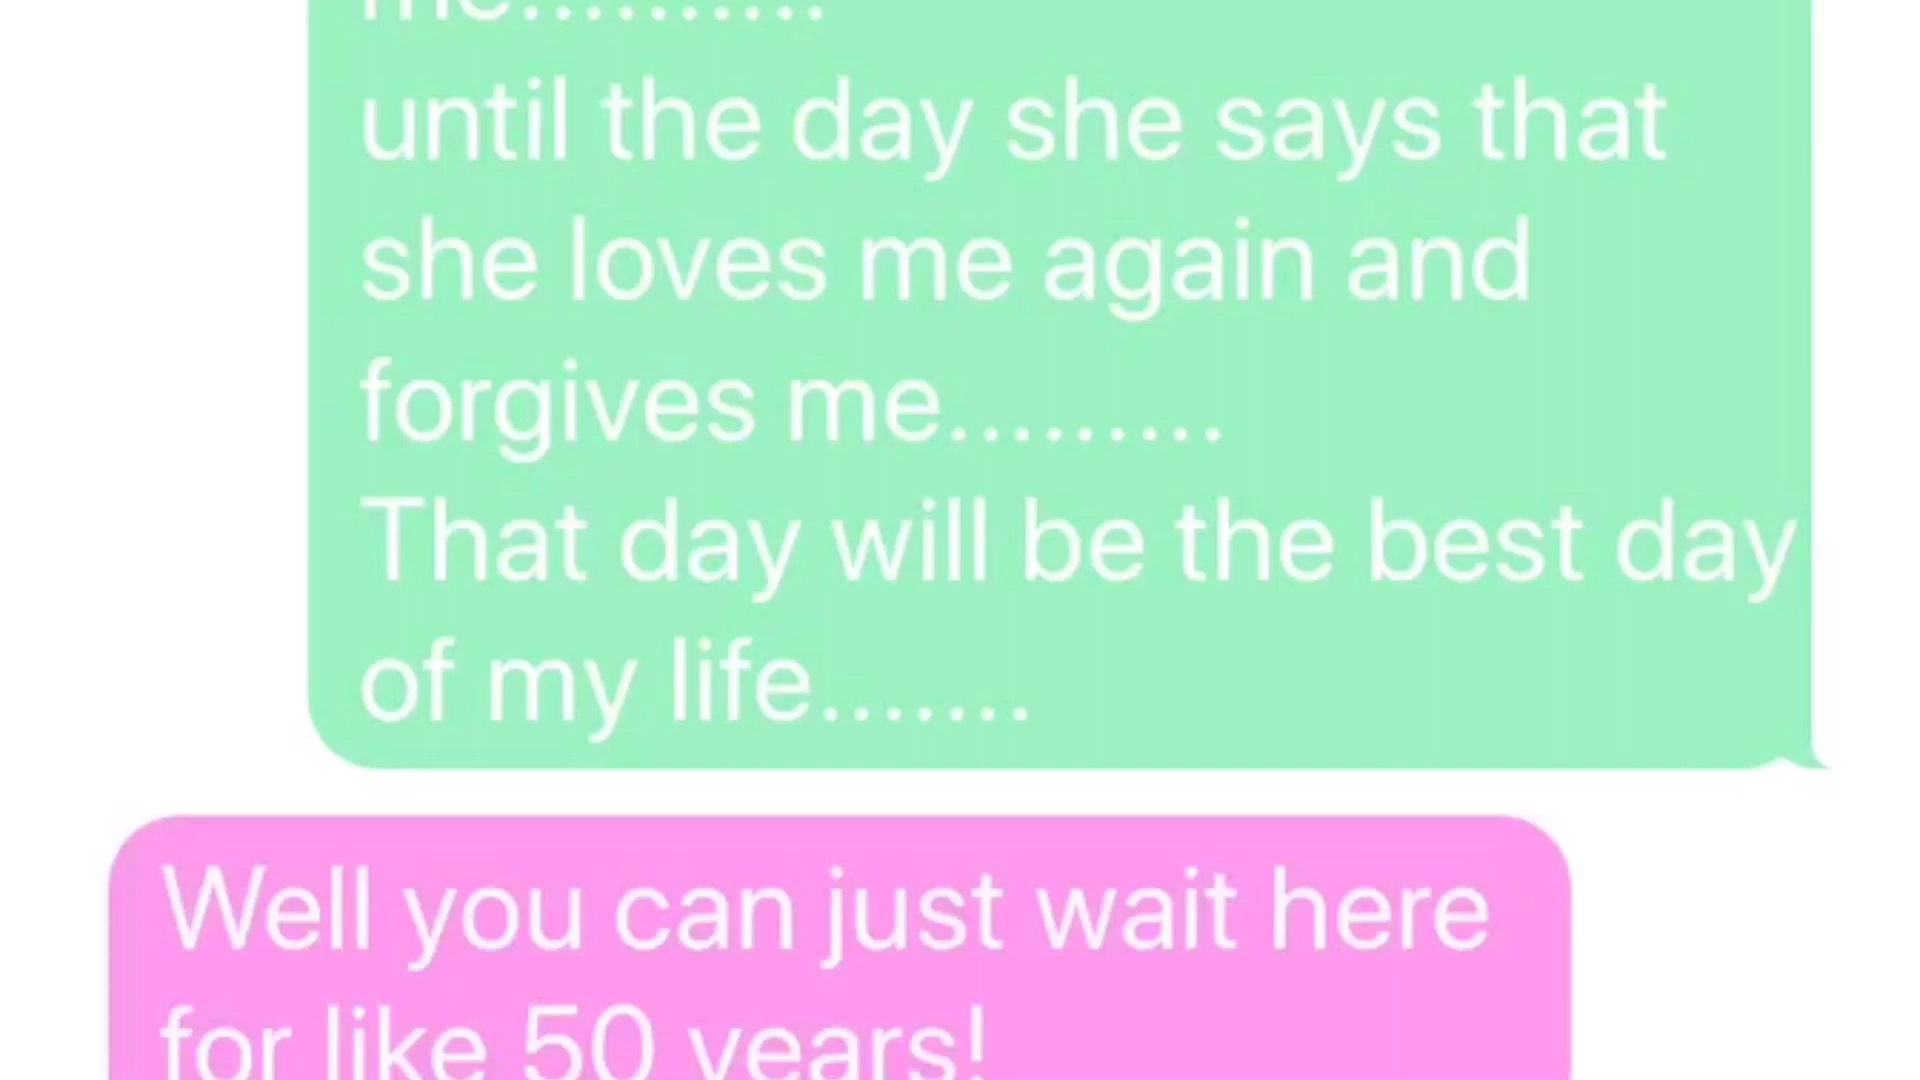 me..........
until the day she says that
she loves me again and
forgives me.........
That day will be the best day
of my life.......
Well you can just wait here
for like 50 years!